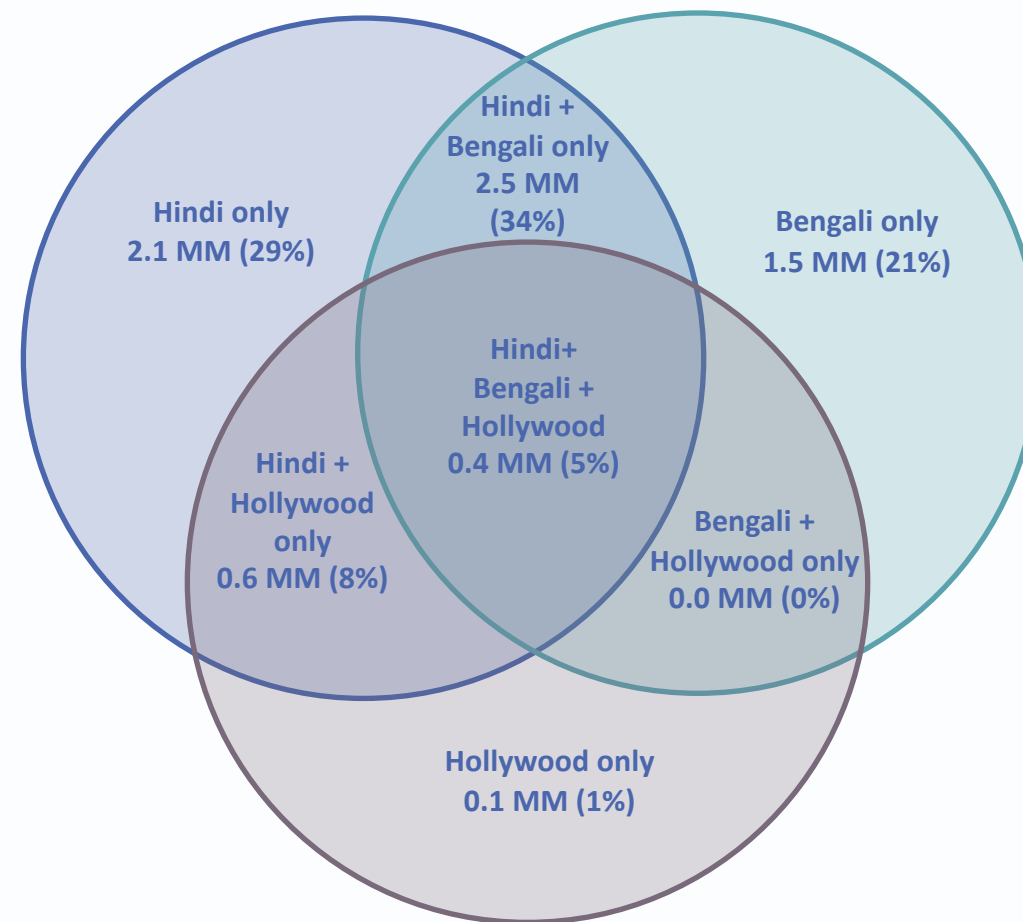 Hindi +
Bengali only
2.5 MM
(34%)
Hindi only
2.1 MM (29%)
Bengali only
1.5 MM (21%)
Hindi+
Bengali +
Hollywood
0.4 MM (5%)
Hindi +
Hollywood
only
0.6 MM (8%)
Bengali +
Hollywood only
0.0 MM (0%)
Hollywood only
0.1 MM (1%)